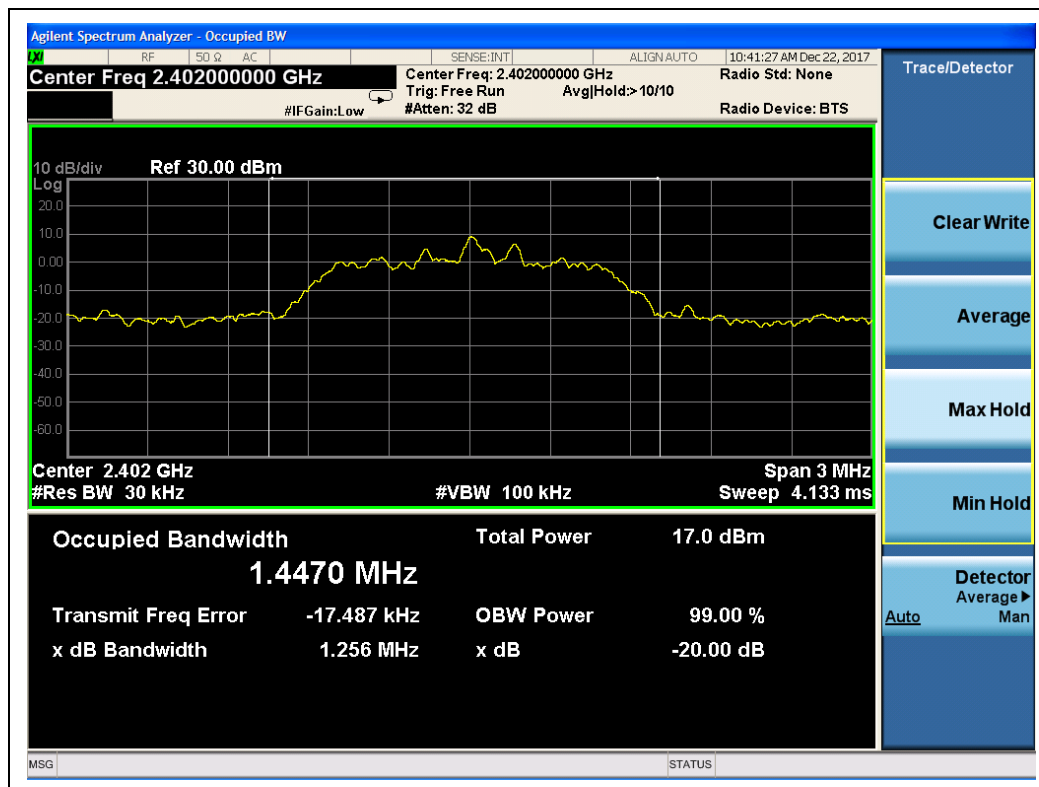 Agilent Spectrum Analyzer - Occupied BW
LXI RF 50 Ω AC SENSE:INT ALIGN AUTO 10:41:27 AM Dec 22, 2017
Center Freq 2.402000000 GHz
Center Freq: 2.402000000 GHz
Radio Std: None
Trig: Free Run Avg|Hold:>10/10
#IFGain:Low #Atten: 32 dB Radio Device: BTS
Trace/Detector
10 dB/div Ref 30.00 dBm
Log
20.0
10.0
0.00
-10.0
-20.0
-30.0
-40.0
-50.0
-60.0
Center 2.402 GHz Span 3 MHz
#Res BW 30 kHz #VBW 100 kHz Sweep 4.133 ms
Occupied Bandwidth Total Power 17.0 dBm
1.4470 MHz
Transmit Freq Error -17.487 kHz OBW Power 99.00 %
x dB Bandwidth 1.256 MHz x dB -20.00 dB
Clear Write
Average
Max Hold
Min Hold
Detector
Average▶
Auto Man
MSG STATUS